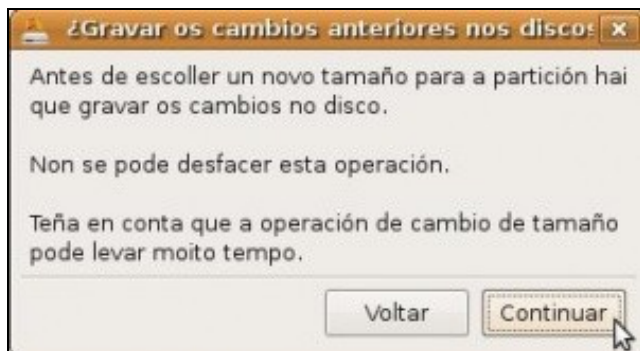 ¿Gravar os cambios anteriores nos discos
Antes de escoller un novo tamaño para a partición hai
que gravar os cambios no disco.
Non se pode desfacer esta operación.
Teña en conta que a operación de cambio de tamaño
pode levar moito tempo.
Voltar
Continuar